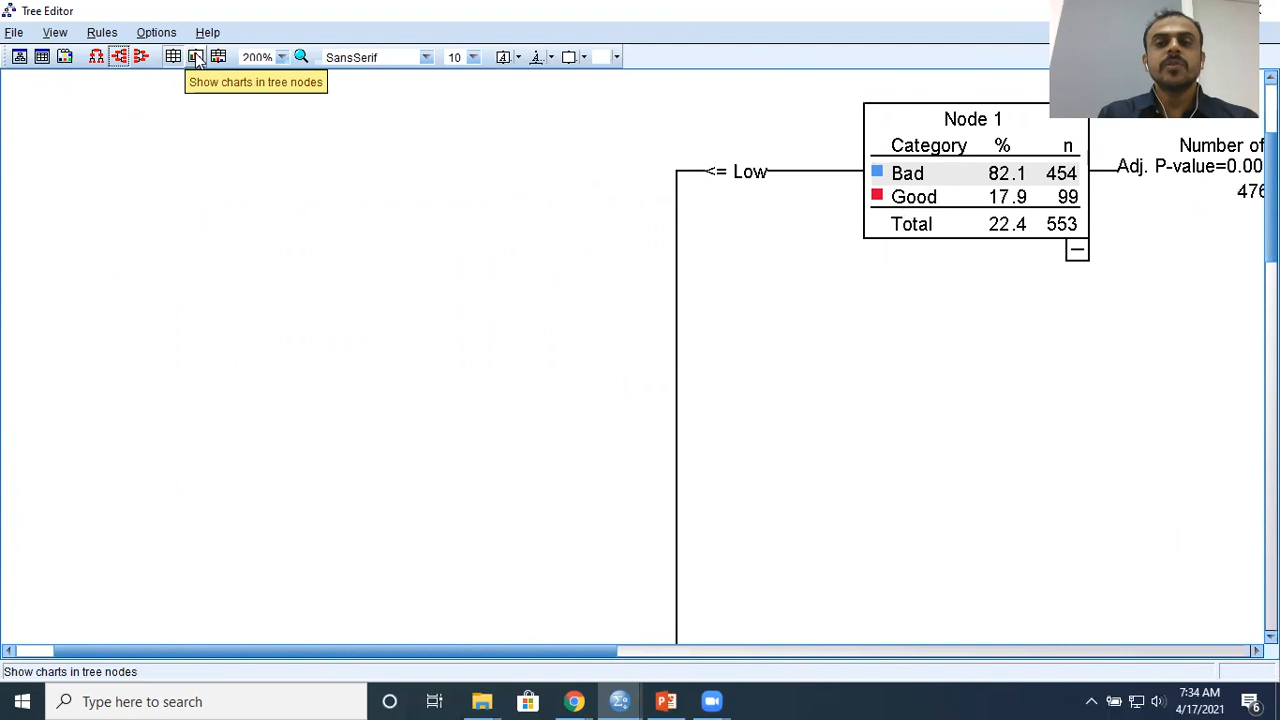 Tree Editor
File View Rules Options Help
200% SansSerif 10
Show charts in tree nodes
Node 1
Category % n
Bad 82.1 454
Good 17.9 99
Total 22.4 553
<= Low
Number of
Adj. P-value=0.00
476
Show charts in tree nodes
Type here to search
7:34 AM
4/17/2021
6